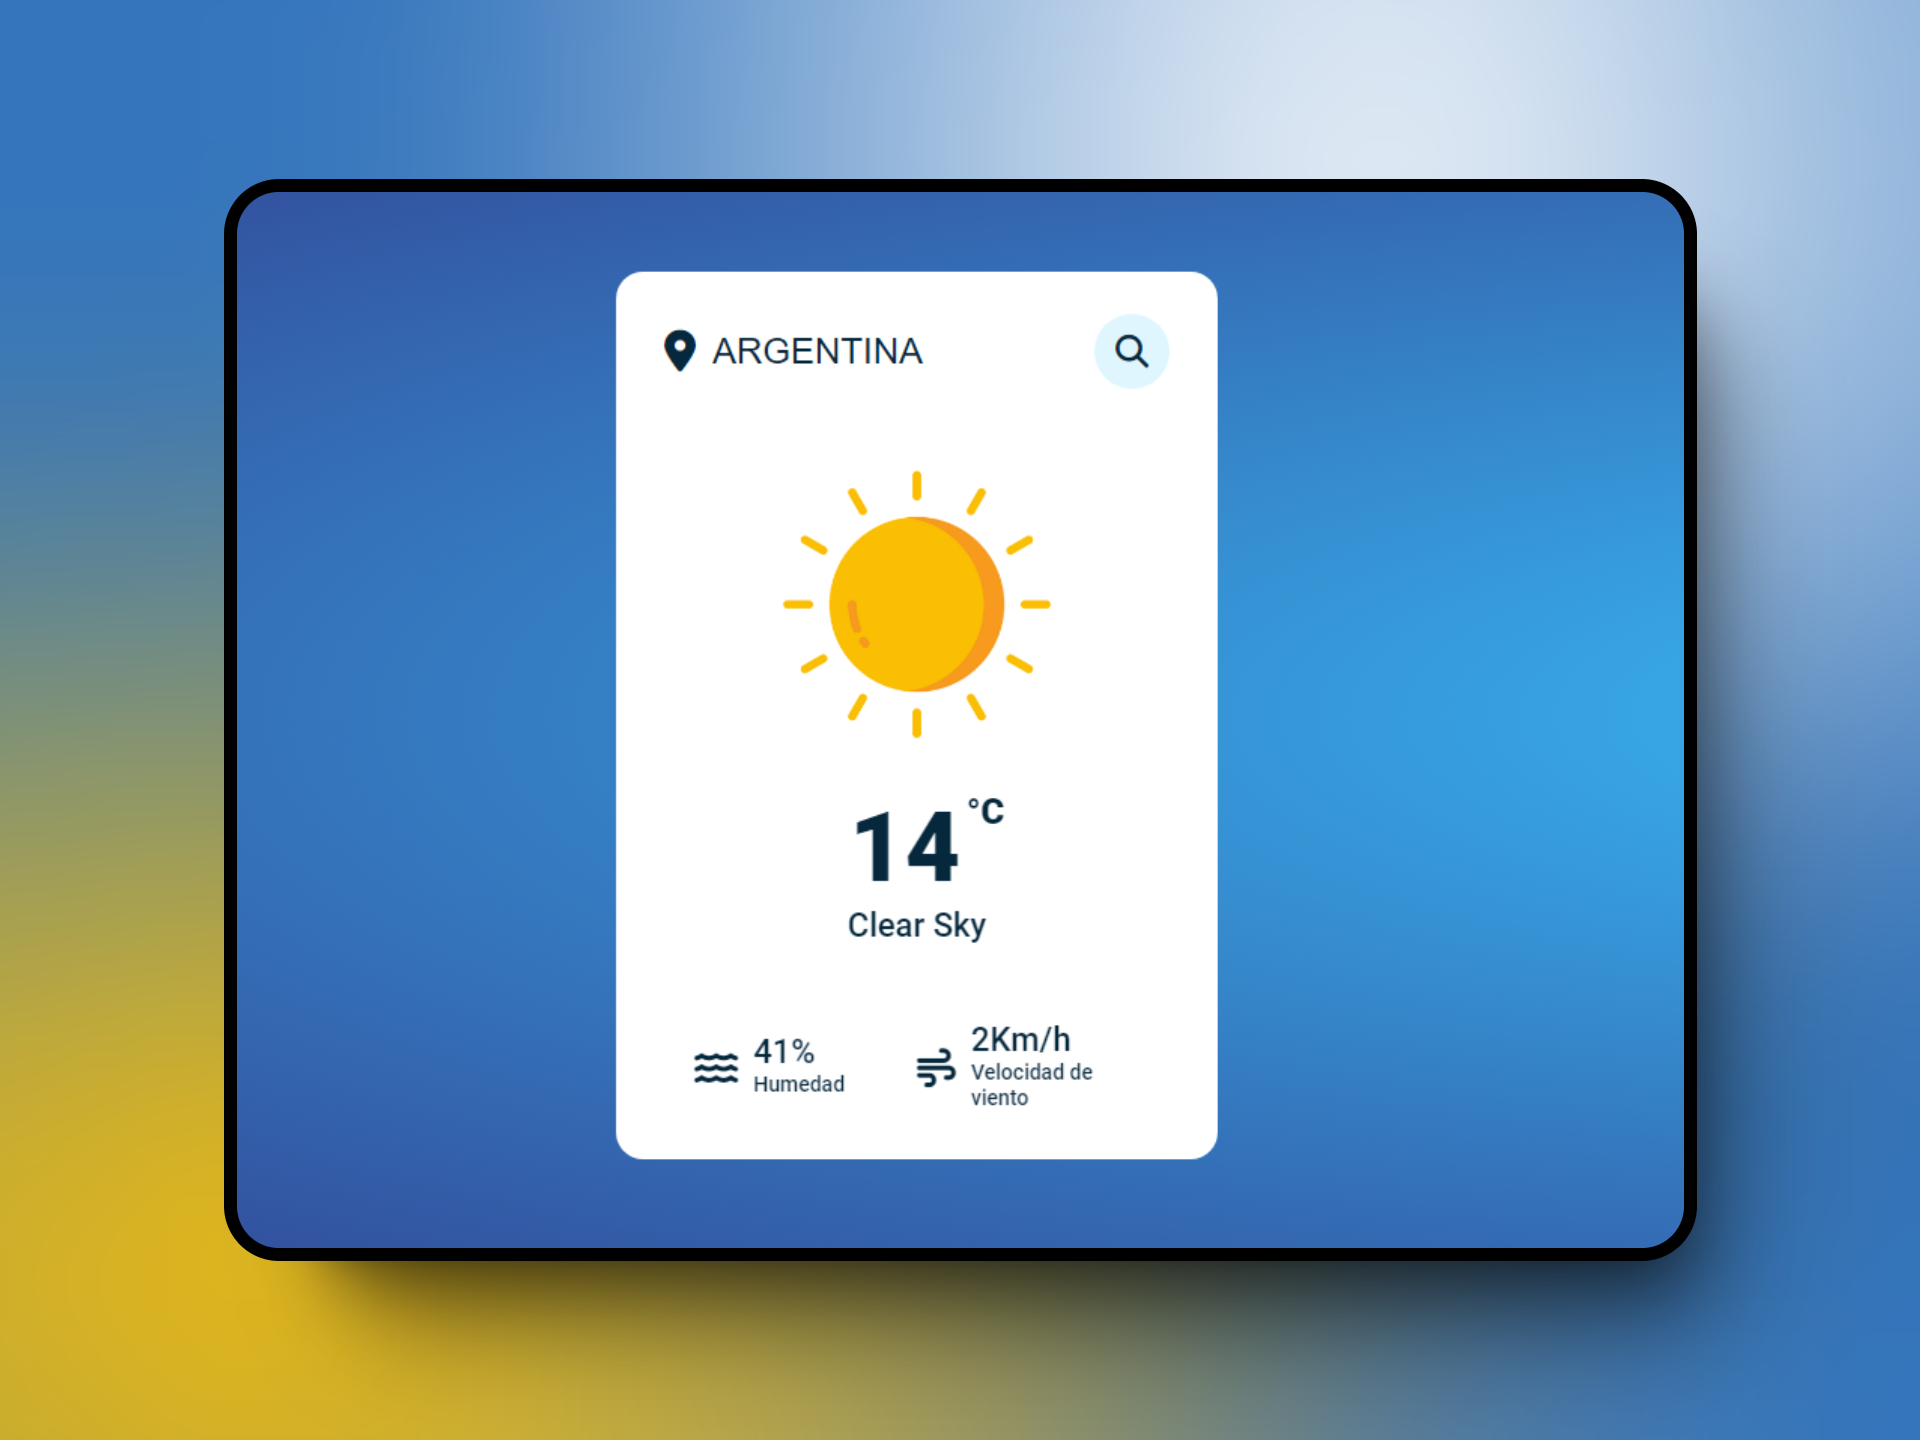 ARGENTINA
14 °C
Clear Sky
41%
Humedad
2Km/h
Velocidad de
viento